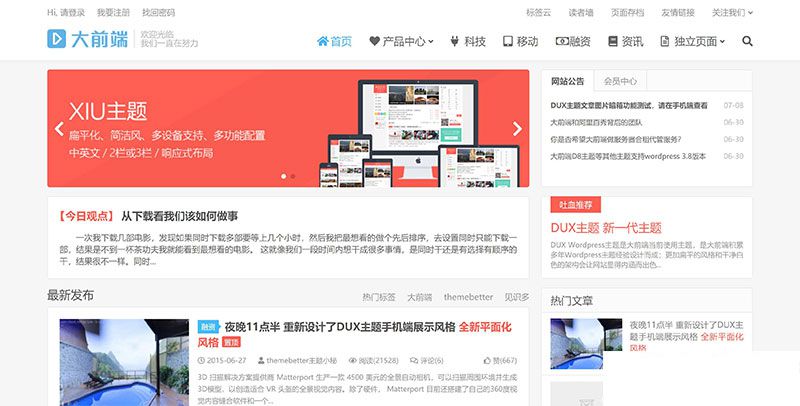 Hi, 请登录 我要注册 找回密码
标签云 读者墙 页面存档 友情链接 关注我们
大前端 欢迎光临
我们一直在努力
首页 产品中心 科技 移动 融资 资讯 独立页面
XIU主题
扁平化、简洁风、多设备支持、多功能配置
中英文 / 2栏或3栏 / 响应式布局
网站公告 会员中心
DUX主题文章图片暗箱功能测试，请在手机端查看 07-08
大前端和阿里百秀背后的团队 06-30
你是否希望大前端做服务器合租代管服务？ 06-30
大前端D8主题等其他主题支持wordpress 3.8版本 06-30
【今日观点】 从下载看我们该如何做事
一次我下载几部电影，发现如果同时下载多部要等上几个小时，然后我把最想看的做个先后排序，去设置同时只能下载一
部，结果是不到一杯茶功夫我就能看到最想看的电影。 这就像我们一段时间内想干成很多事情，是同时干还是有选择有顺序的
干，结果很不一样。同时...
吐血推荐
DUX主题 新一代主题
DUX Wordpress主题是大前端当前使用主题，是大前端积累
多年Wordpress主题经验设计而成；更加扁平的风格和干净白
色的架构会让网站显得内涵而出色...
最新发布 热门标签 大前端 themebetter 见识多
融资 夜晚11点半 重新设计了DUX主题手机端展示风格 全新平面化
风格 置顶
2015-06-27 themebetter主题小秘 阅读(21528) 评论(6) 赞(667)
3D 扫描解决方案提供商 Matterport 生产一款 4500 美元的全景自动相机，可以扫描周围环境并生成
3D模型，以创造适合 VR 头盔的全景视觉内容。除了硬件， Matterport 目前还搭建了自己的360度视
觉内容缝合软件和一个...
热门文章
夜晚11点半 重新设计了DUX主
题手机端展示风格 全新平面化
风格